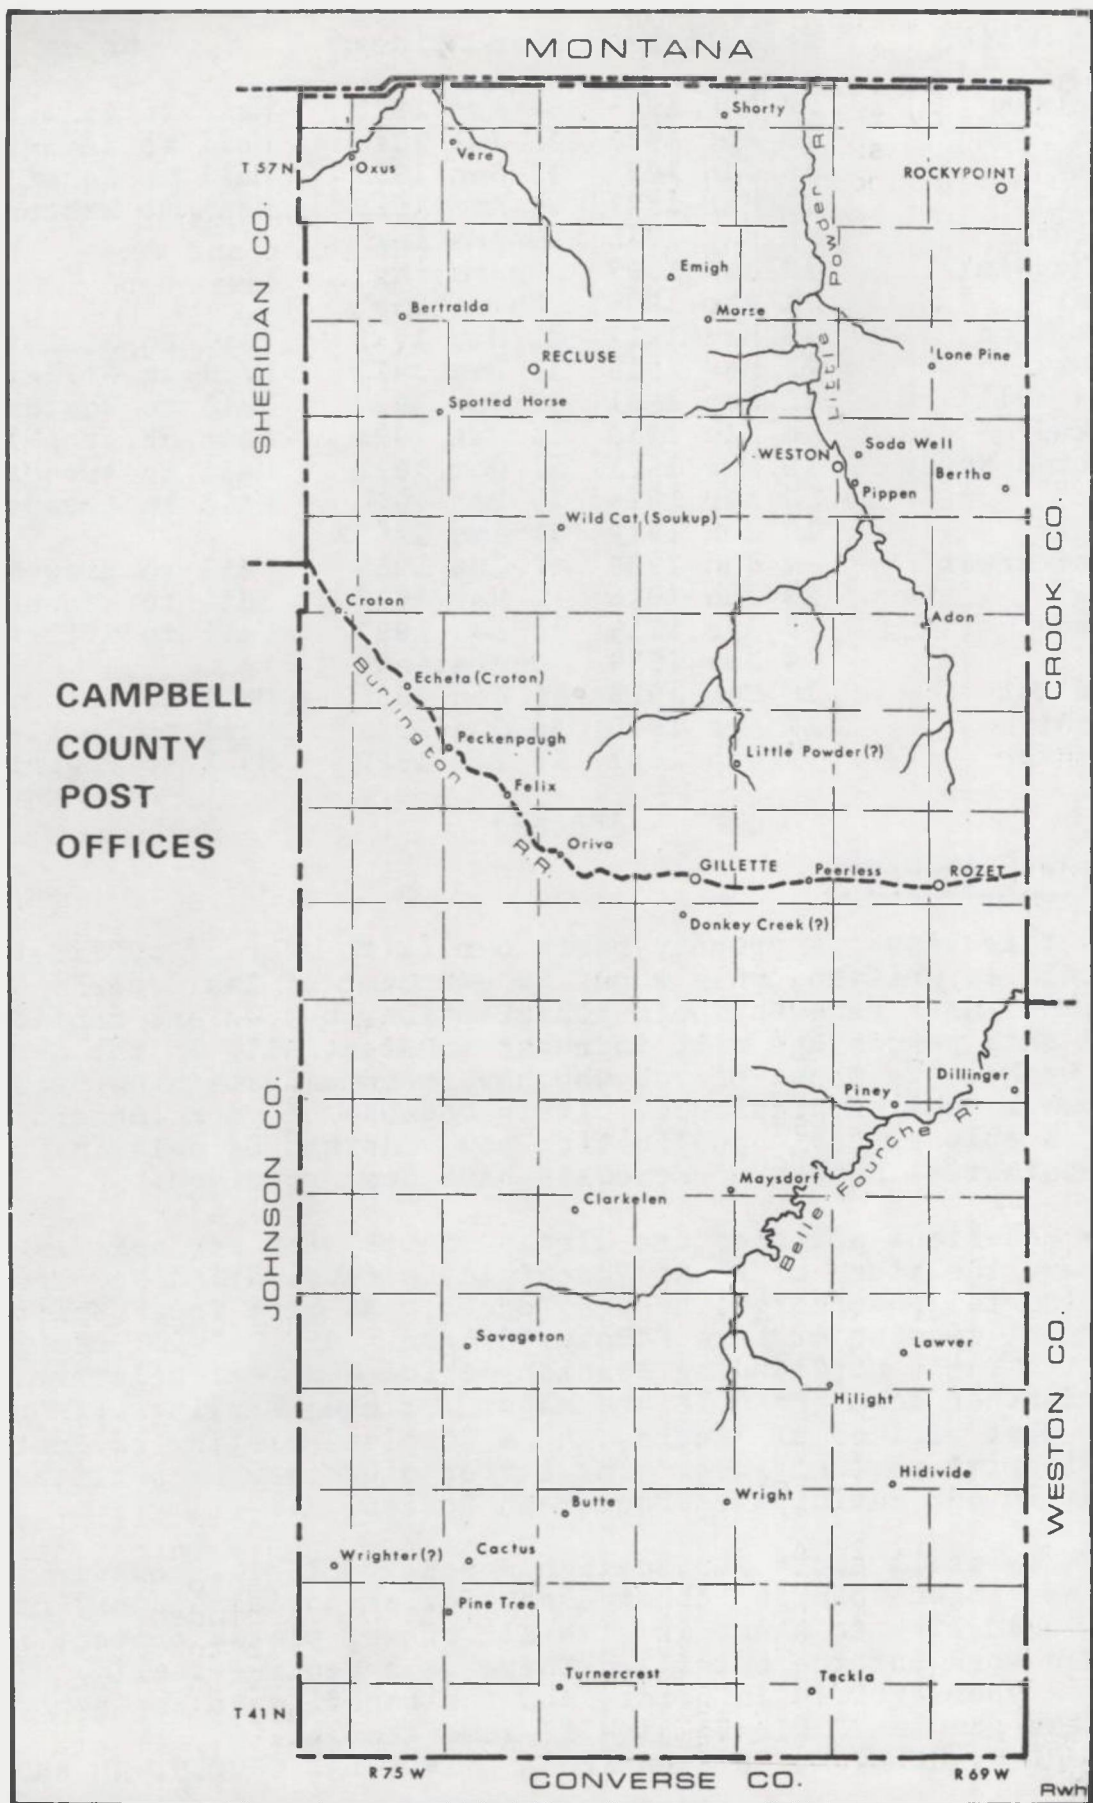 MONTANA
Shorty
T 57 N
Oxus
Vere
ROCKYPOINT
SHERIDAN CO.
Little Powder R.
Emigh
Bertralda
Morse
RECLUSE
Lone Pine
Spotted Horse
Soda Well
WESTON
Bertha
Pippen
Wild Cat (Soukup)
CROOK CO.
Croton
Adon
CAMPBELL
COUNTY
POST
OFFICES
Echeta (Croton)
Burlington R.R.
Peckenpaugh
Little Powder (?)
Felix
Oriva
GILLETTE
Peerless
ROZET
Donkey Creek (?)
JOHNSON CO.
Dillinger
Piney
Belle Fourche R.
Maysdorf
Clarkelen
Savageton
Lawver
WESTON CO.
Hilight
Hidivide
Butte
Wright
Wrighter (?)
Cactus
Pine Tree
Turnercrest
Teckla
T 41 N
R 75 W
CONVERSE CO.
R 69 W
Rwh